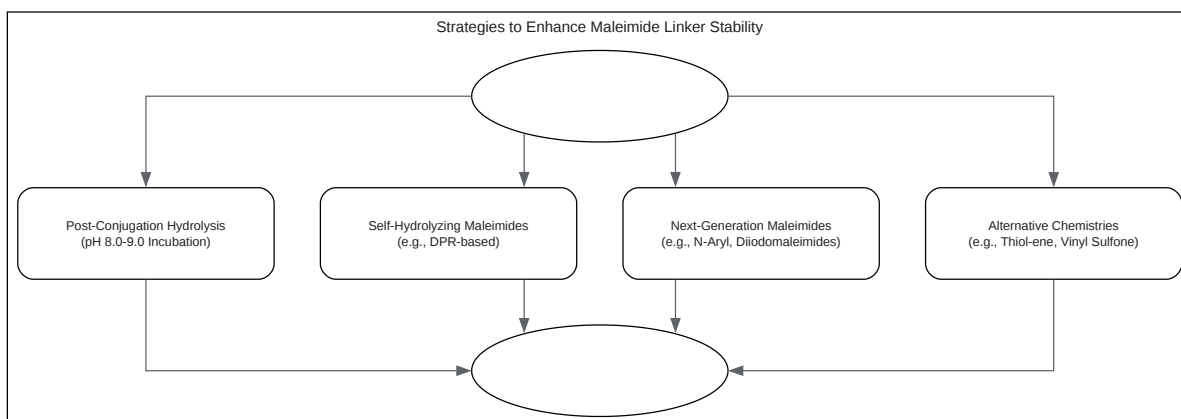 Strategies to Enhance Maleimide Linker Stability
Post-Conjugation Hydrolysis
(pH 8.0-9.0 Incubation)
Self-Hydrolyzing Maleimides
(e.g., DPR-based)
Next-Generation Maleimides
(e.g., N-Aryl, Diiodomaleimides)
Alternative Chemistries
(e.g., Thiol-ene, Vinyl Sulfone)